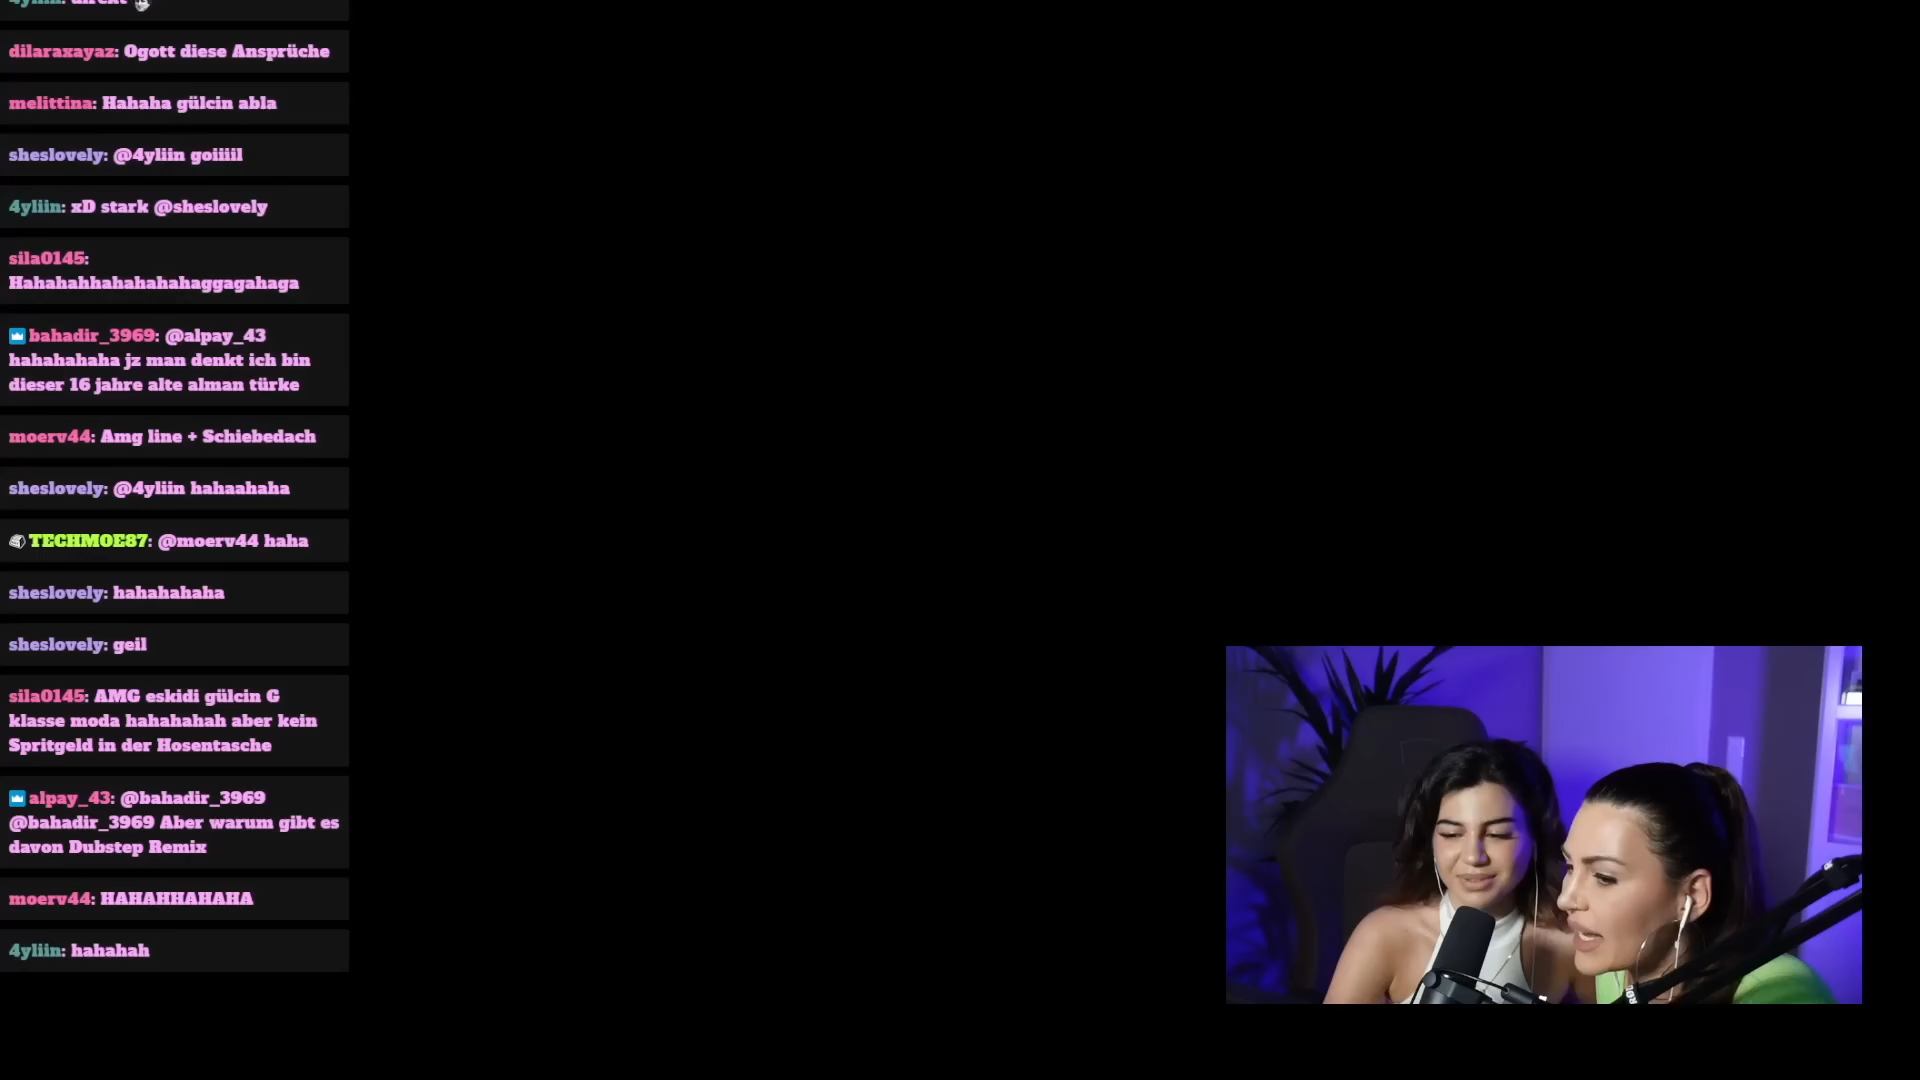 4yliin: direkt
dilaraxayaz: Ogott diese Ansprüche
melittina: Hahaha gülcin abla
sheslovely: @4yliin goiiiil
4yliin: xD stark @sheslovely
sila0145:
Hahahahhahahahahaggagahaga
bahadir_3969: @alpay_43
hahahahaha jz man denkt ich bin
dieser 16 jahre alte alman türke
moerv44: Amg line + Schiebedach
sheslovely: @4yliin hahaahaha
TECHMOE87: @moerv44 haha
sheslovely: hahahahaha
sheslovely: geil
sila0145: AMG eskidi gülcin G
klasse moda hahahahah aber kein
Spritgeld in der Hosentasche
alpay_43: @bahadir_3969
@bahadir_3969 Aber warum gibt es
davon Dubstep Remix
moerv44: HAHAHHAHAHA
4yliin: hahahah